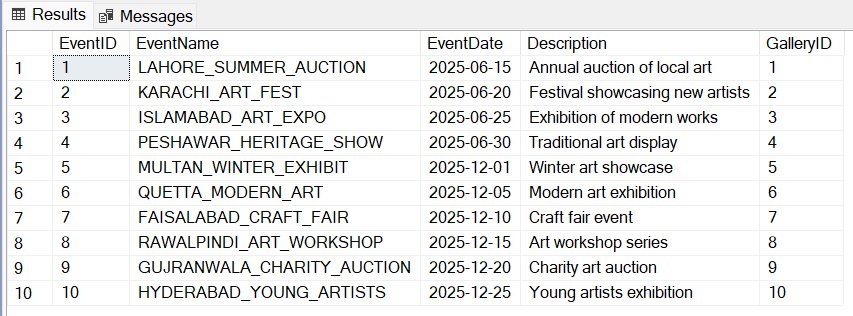 Results Messages
EventID EventName EventDate Description GalleryID
1 1 LAHORE_SUMMER_AUCTION 2025-06-15 Annual auction of local art 1
2 2 KARACHI_ART_FEST 2025-06-20 Festival showcasing new artists 2
3 3 ISLAMABAD_ART_EXPO 2025-06-25 Exhibition of modern works 3
4 4 PESHAWAR_HERITAGE_SHOW 2025-06-30 Traditional art display 4
5 5 MULTAN_WINTER_EXHIBIT 2025-12-01 Winter art showcase 5
6 6 QUETTA_MODERN_ART 2025-12-05 Modern art exhibition 6
7 7 FAISALABAD_CRAFT_FAIR 2025-12-10 Craft fair event 7
8 8 RAWALPINDI_ART_WORKSHOP 2025-12-15 Art workshop series 8
9 9 GUJRANWALA_CHARITY_AUCTION 2025-12-20 Charity art auction 9
10 10 HYDERABAD_YOUNG_ARTISTS 2025-12-25 Young artists exhibition 10